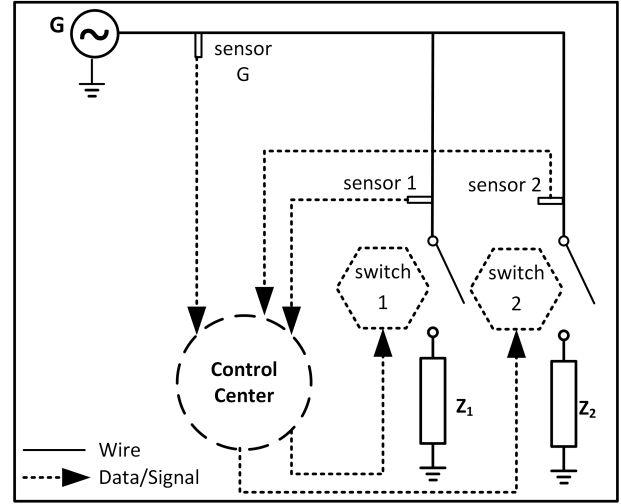 G
sensor
G
sensor 1
sensor 2
switch
1
switch
2
Control
Center
Z₁
Z₂
Wire
Data/Signal